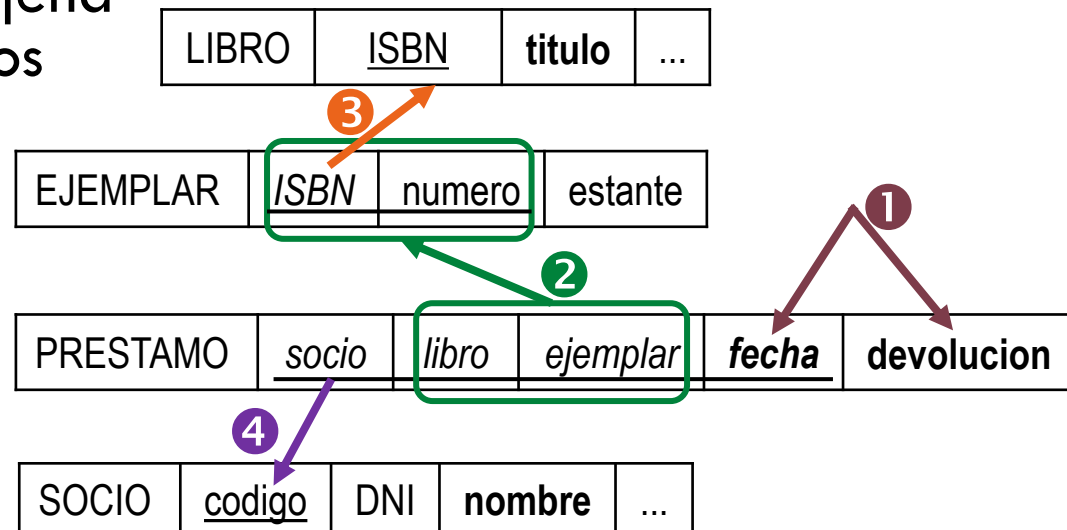 LIBRO ISBN titulo ...
3
EJEMPLAR ISBN numero estante
1
2
PRESTAMO socio libro ejemplar fecha devolucion
4
SOCIO codigo DNI nombre ...